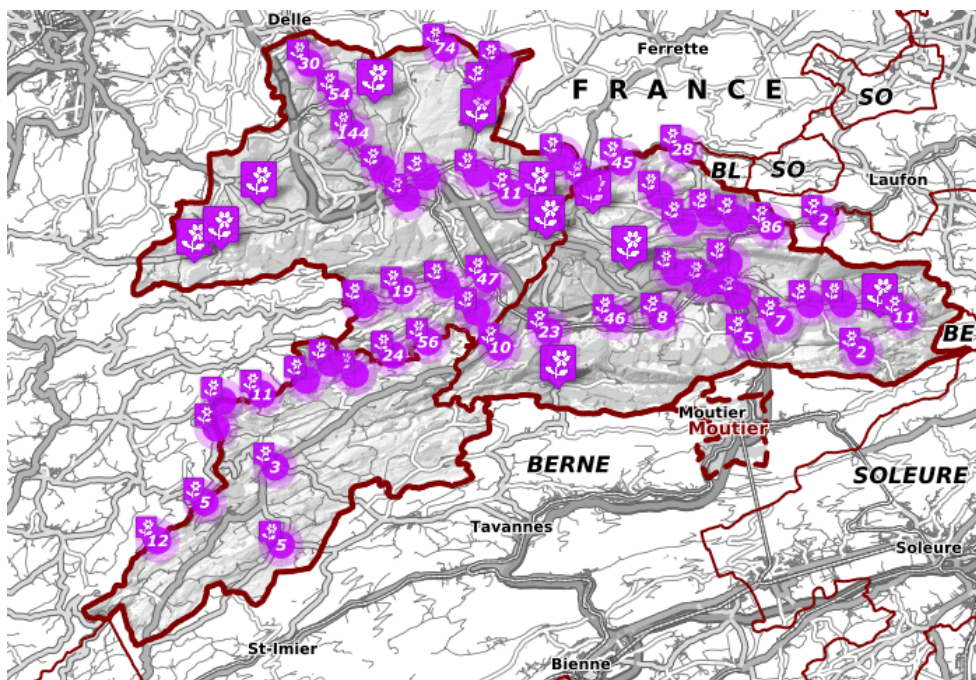 Delle
74
Ferrette
30
FRANCE
54
SO
144
28
45
BL
SO
Laufon
11
86
2
47
19
11
46
8
7
23
5
BE
56
10
24
2
11
Moutier
Moutier
3
BERNE
SOLEURE
5
Tavannes
12
5
Soleure
St-Imier
Bienne